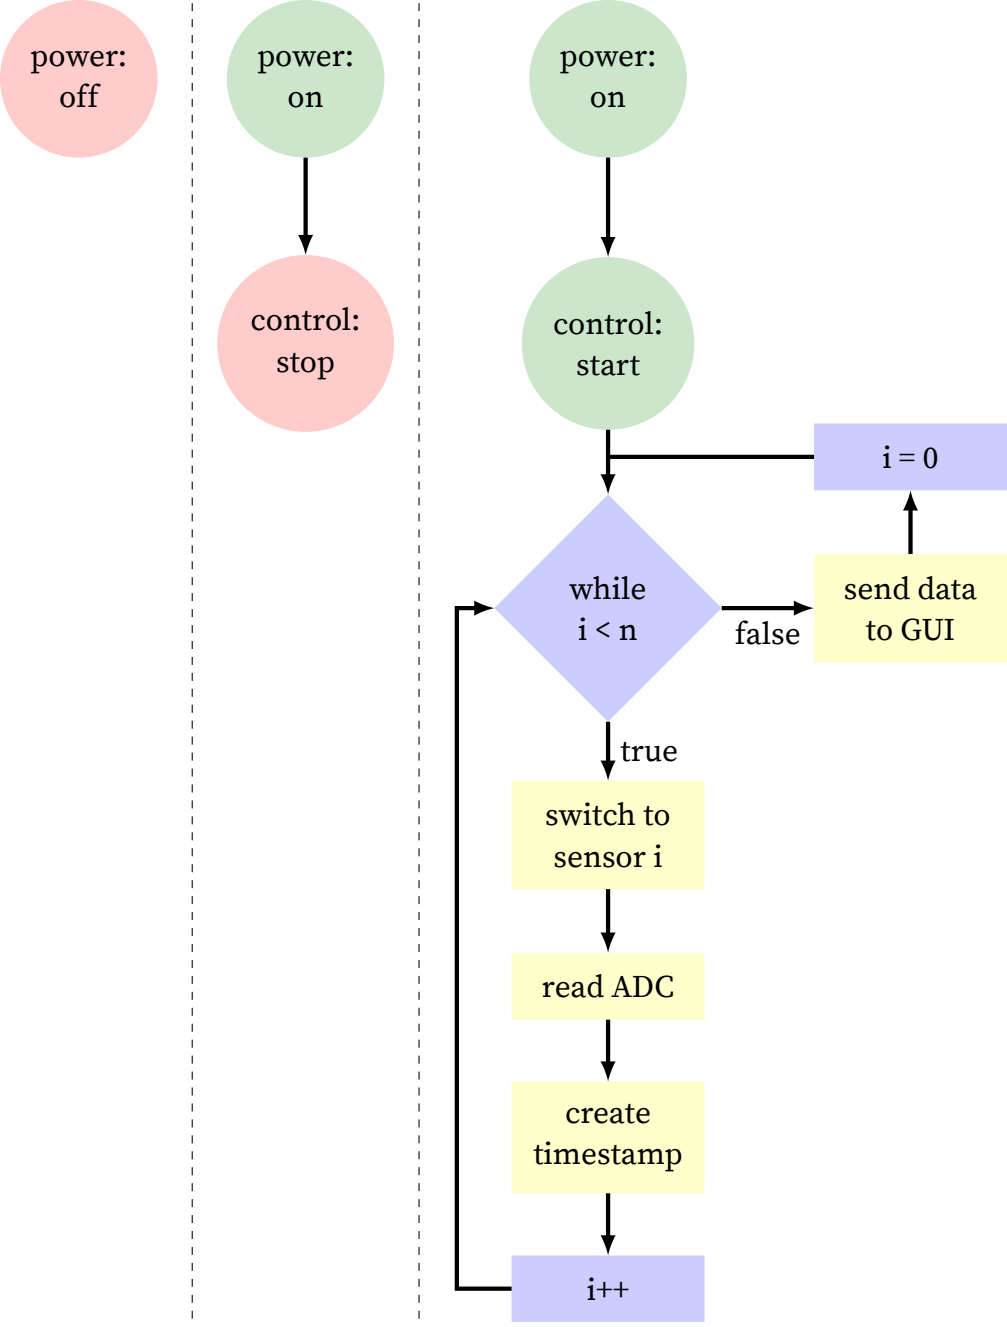 power:
off
power:
on
control:
stop
power:
on
control:
start
i = 0
while
i < n
false
send data
to GUI
true
switch to
sensor i
read ADC
create
timestamp
i++